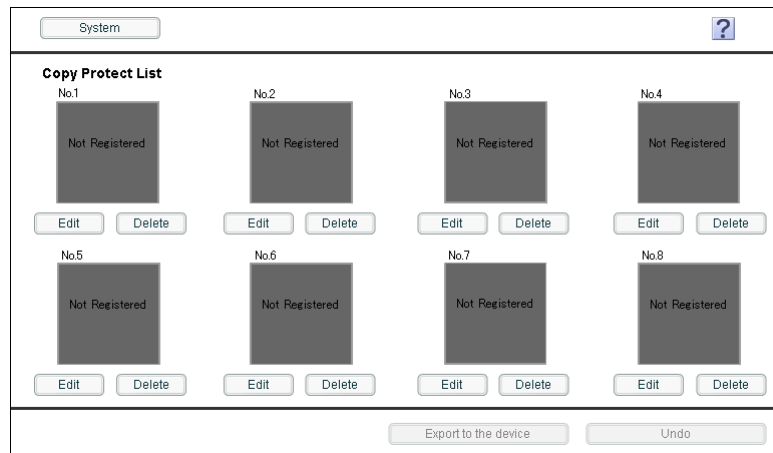 System ?
Copy Protect List
No.1 No.2 No.3 No.4
Not Registered Not Registered Not Registered Not Registered
Edit Delete Edit Delete Edit Delete Edit Delete
No.5 No.6 No.7 No.8
Not Registered Not Registered Not Registered Not Registered
Edit Delete Edit Delete Edit Delete Edit Delete
Export to the device Undo